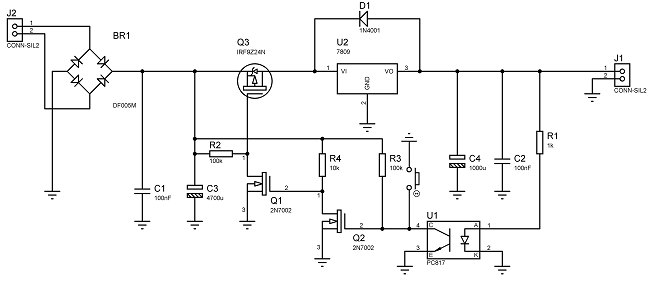 J2
1
2
CONN-SIL2
BR1
DF005M
Q3
IRF9Z24N
D1
1N4001
U2
7809
1
VI
VO
3
GND
2
J1
1
2
CONN-SIL2
C1
100nF
R2
100k
C3
4700u
1
Q1
2N7002
2
3
R4
10k
1
Q2
2N7002
2
3
R3
100k
C4
1000u
C2
100nF
R1
1k
U1
4
C
A
1
3
E
K
2
PC817